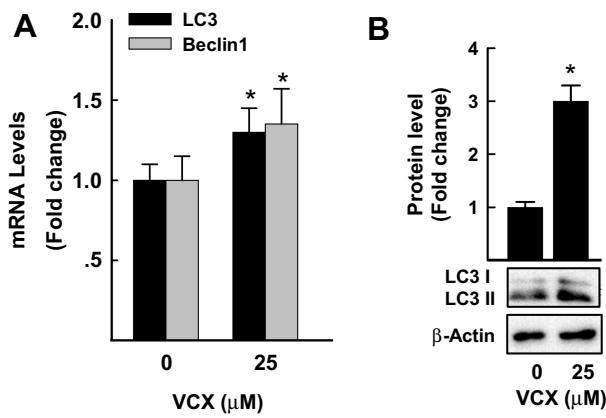 A
2.0
1.5
1.0
.5
mRNA Levels
(Fold change)
LC3
Beclin1
* *
0 25
VCX (μM)
B
4
3
2
1
Protein level
(Fold change)
*
LC3 I
LC3 II
β-Actin
0 25
VCX (μM)